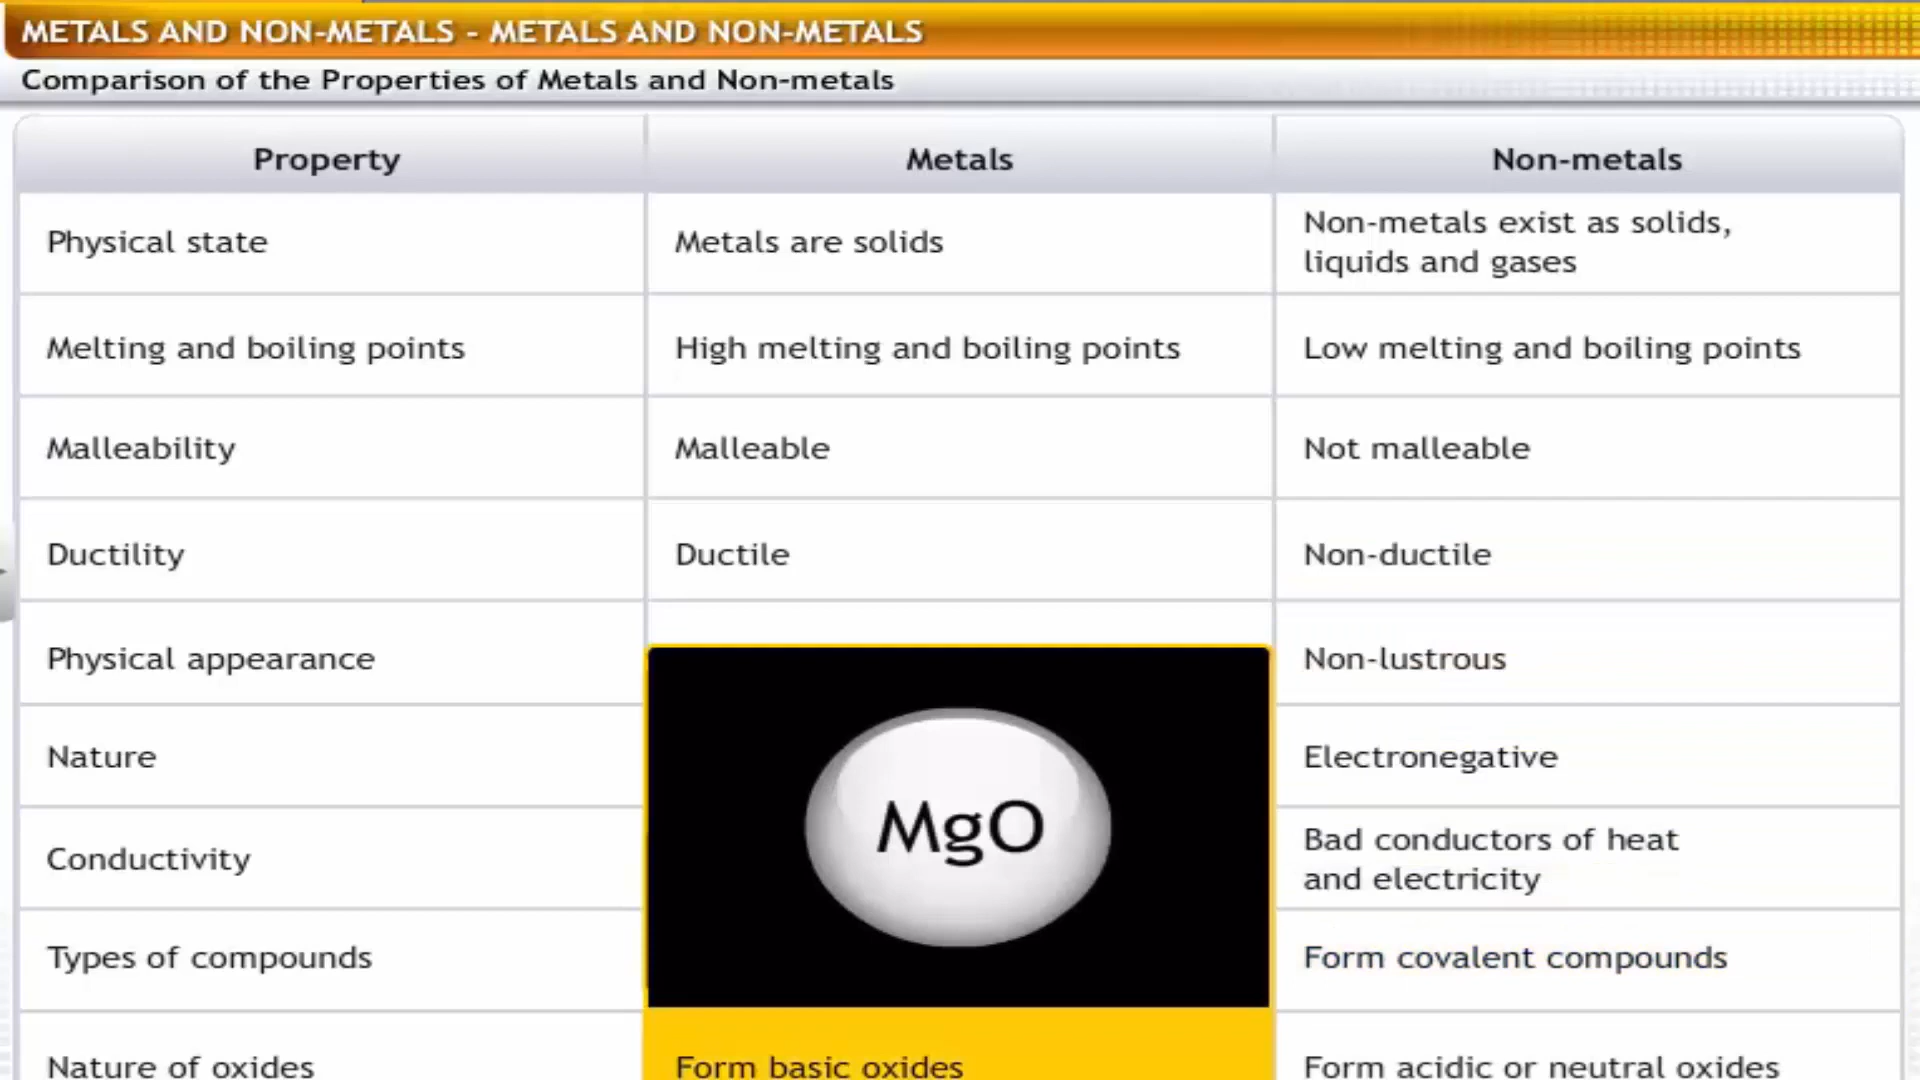 METALS AND NON-METALS - METALS AND NON-METALS
Comparison of the Properties of Metals and Non-metals
Property Metals Non-metals
Physical state Metals are solids Non-metals exist as solids,
liquids and gases
Melting and boiling points High melting and boiling points Low melting and boiling points
Malleability Malleable Not malleable
Ductility Ductile Non-ductile
Physical appearance Non-lustrous
Nature Electronegative
MgO
Conductivity Bad conductors of heat
and electricity
Types of compounds Form covalent compounds
Nature of oxides Form basic oxides Form acidic or neutral oxides